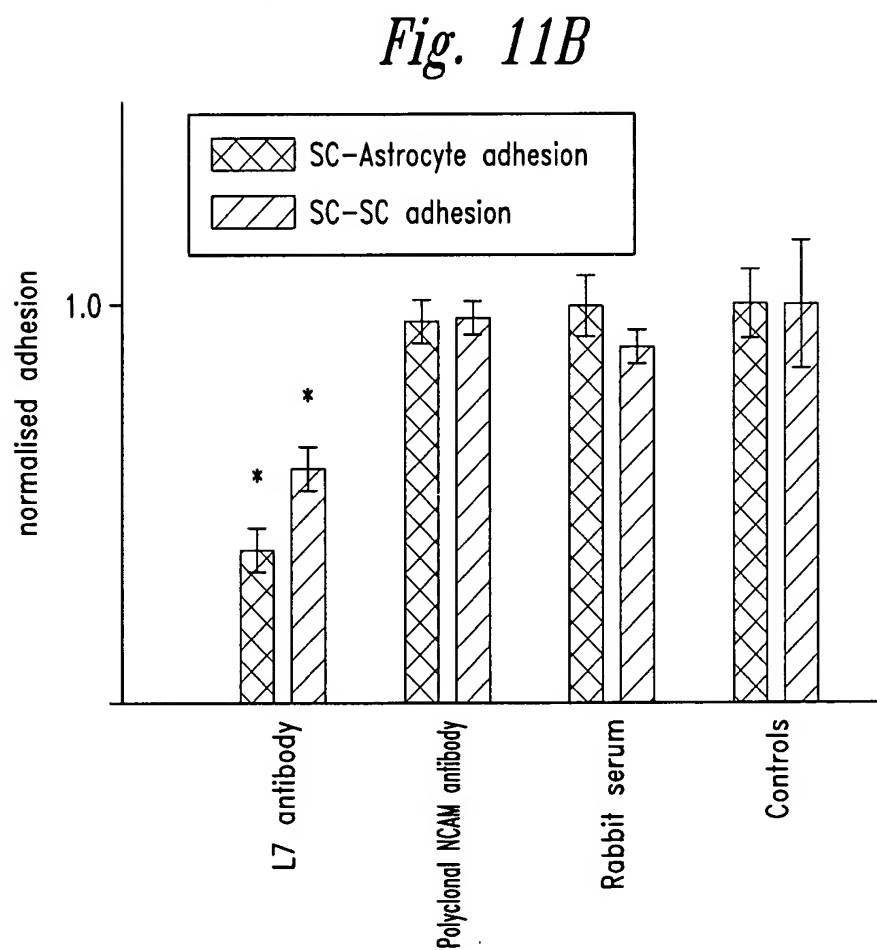 Fig. 11B
SC-Astrocyte adhesion
SC-SC adhesion
normalised adhesion
1.0
*
*
L7 antibody
Polyclonal NCAM antibody
Rabbit serum
Controls